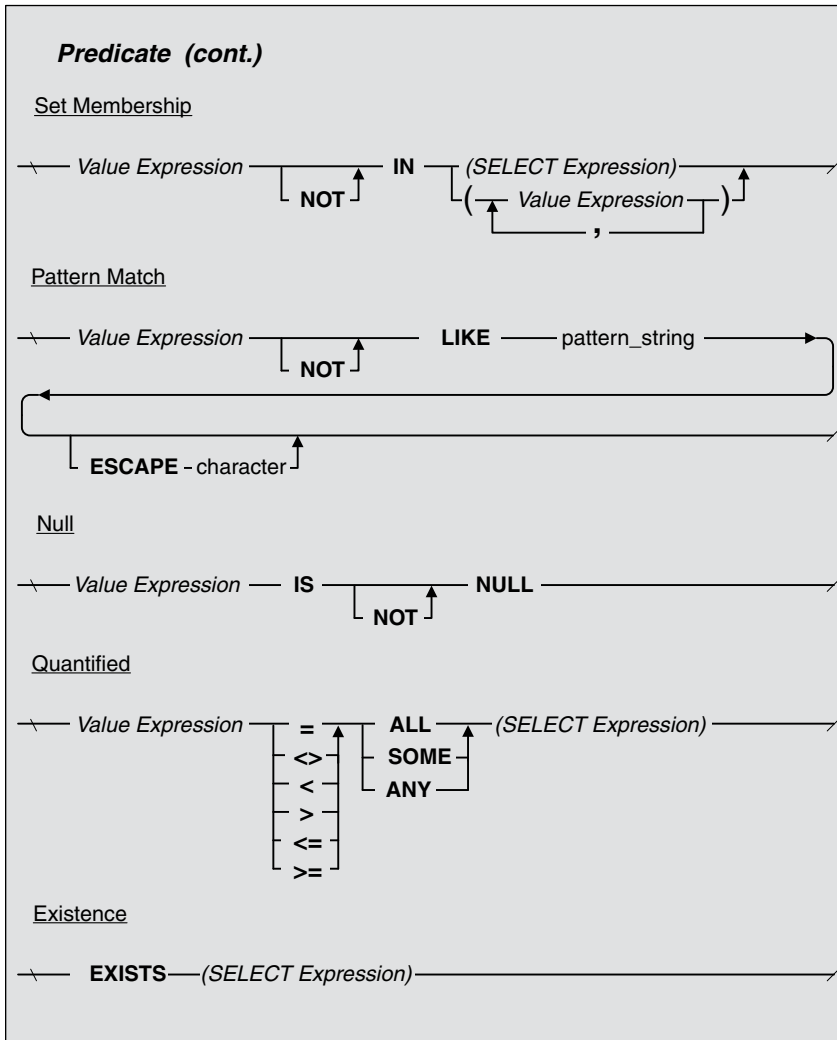 Predicate (cont.)
Set Membership
Value Expression NOT IN (SELECT Expression)
( Value Expression )
,
Pattern Match
Value Expression NOT LIKE pattern_string
ESCAPE character
Null
Value Expression IS NOT NULL
Quantified
Value Expression = ALL (SELECT Expression)
<> SOME
< ANY
>
<=
>=
Existence
EXISTS (SELECT Expression)